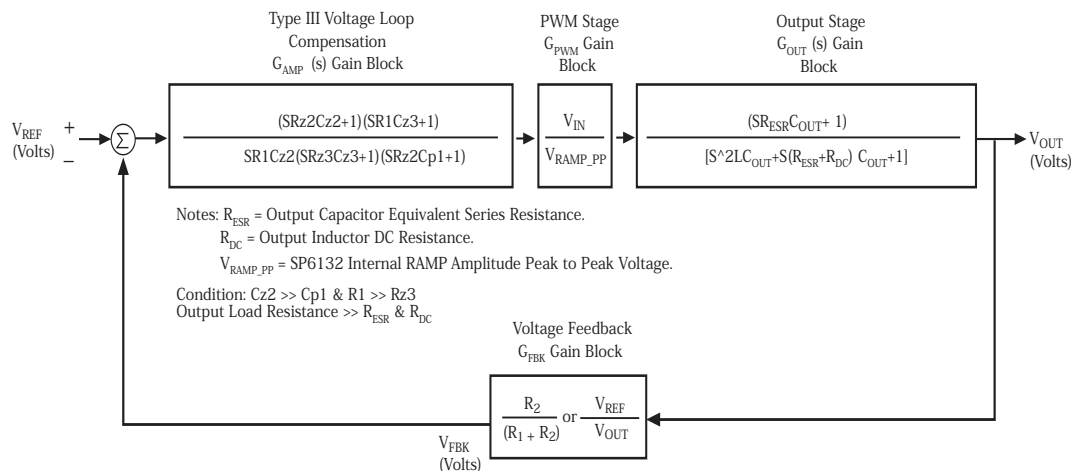 Type III Voltage Loop
Compensation
G_AMP (s) Gain Block
PWM Stage
G_PWM Gain
Block
Output Stage
G_OUT (s) Gain
Block
V_REF
(Volts)
+
−
Σ
(SRz2Cz2+1)(SR1Cz3+1)
SR1Cz2(SRz3Cz3+1)(SRz2Cp1+1)
V_IN
V_RAMP_PP
(SR_ESRC_OUT+ 1)
[S^2LC_OUT+S(R_ESR+R_DC) C_OUT+1]
V_OUT
(Volts)
Notes: R_ESR = Output Capacitor Equivalent Series Resistance.
R_DC = Output Inductor DC Resistance.
V_RAMP_PP = SP6132 Internal RAMP Amplitude Peak to Peak Voltage.
Condition: Cz2 >> Cp1 & R1 >> Rz3
Output Load Resistance >> R_ESR & R_DC
Voltage Feedback
G_FBK Gain Block
R_2
(R_1 + R_2)
or
V_REF
V_OUT
V_FBK
(Volts)